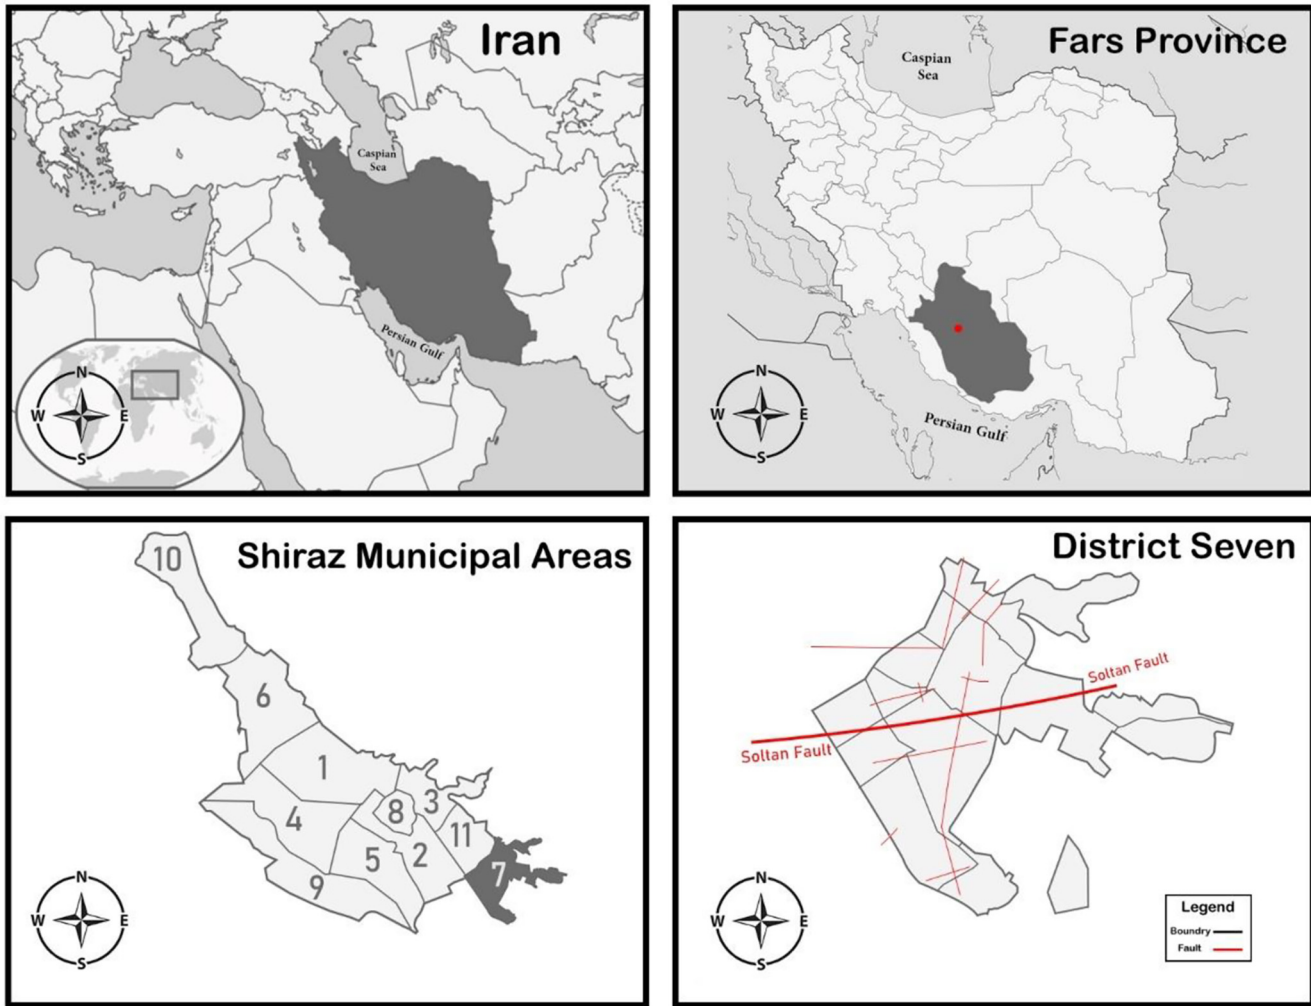 Iran
Caspian
Sea
Persian Gulf
N
W E
S
Fars Province
Caspian
Sea
Persian Gulf
N
W E
S
Shiraz Municipal Areas
10
6
1
3
8
4
11
2
5
7
9
N
W E
S
District Seven
Soltan Fault
Soltan Fault
N
W E
S
Legend
Boundry
Fault